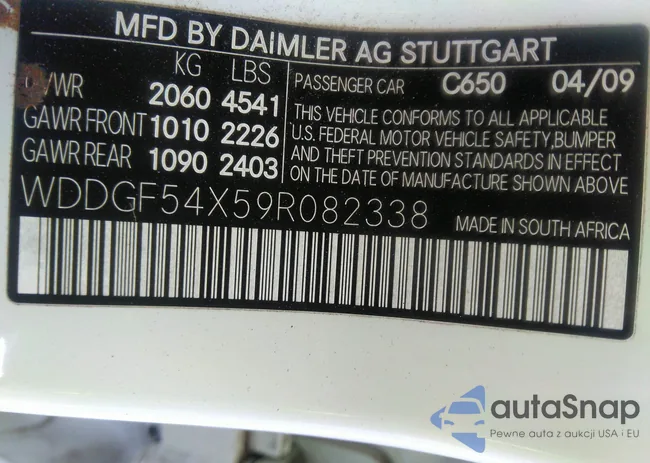 MFD BY DAIMLER AG STUTTGART
KG LBS
GVWR 2060 4541
GAWR FRONT 1010 2226
GAWR REAR 1090 2403
PASSENGER CAR C650 04/09
THIS VEHICLE CONFORMS TO ALL APPLICABLE
U.S. FEDERAL MOTOR VEHICLE SAFETY, BUMPER
AND THEFT PREVENTION STANDARDS IN EFFECT
ON THE DATE OF MANUFACTURE SHOWN ABOVE
WDDGF54X59R082338
MADE IN SOUTH AFRICA
autaSnap
Pewne auta z aukcji USA i EU